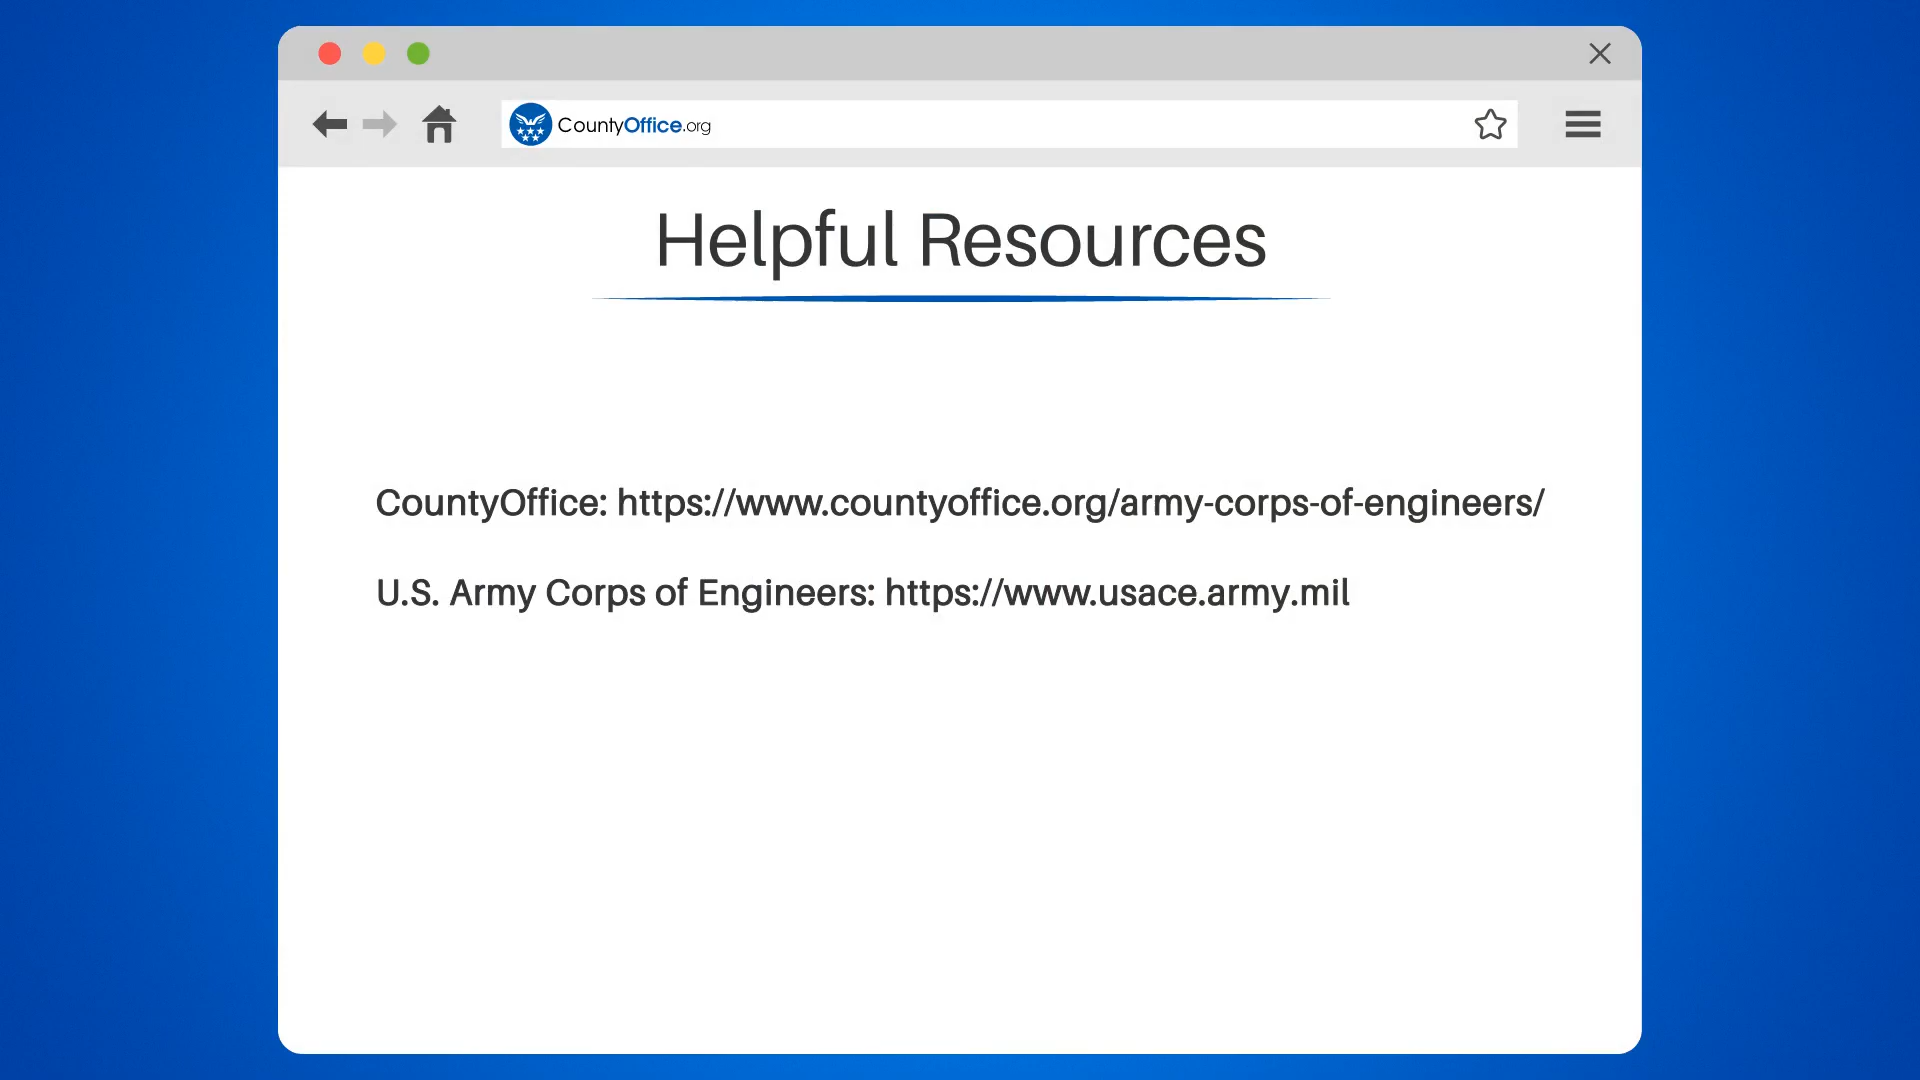 CountyOffice.org
Helpful Resources
CountyOffice: https://www.countyoffice.org/army-corps-of-engineers/
U.S. Army Corps of Engineers: https://www.usace.army.mil